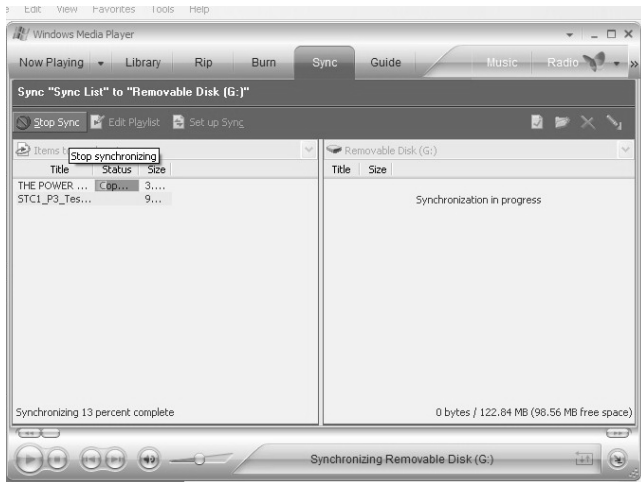 Edit View Favorites Tools Help
Windows Media Player
Now Playing Library Rip Burn Sync Guide Music Radio
Sync "Sync List" to "Removable Disk (G:)"
Stop Sync Edit Playlist Set up Sync
Items t Removable Disk (G:)
Stop synchronizing
Title Status Size Title Size
THE POWER ... Cop... 3....
STC1_P3_Tes... 9...
Synchronization in progress
Synchronizing 13 percent complete 0 bytes / 122.84 MB (98.56 MB free space)
Synchronizing Removable Disk (G:)